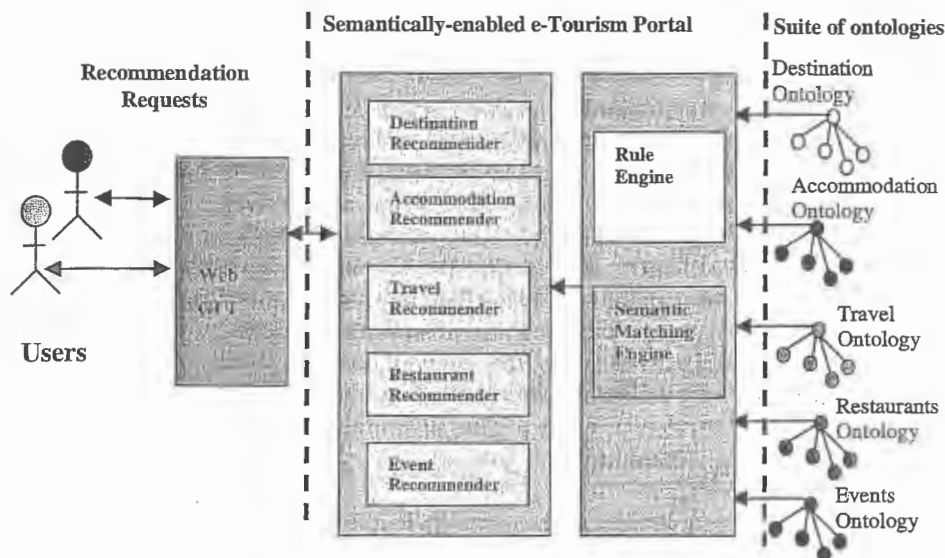 Semantically-enabled e-Tourism Portal
Suite of ontologies
Recommendation
Requests
Users
Web
GUI
Destination
Recommender
Accommodation
Recommender
Travel
Recommender
Restaurant
Recommender
Event
Recommender
Rule
Engine
Semantic
Matching
Engine
Destination
Ontology
Accommodation
Ontology
Travel
Ontology
Restaurants
Ontology
Events
Ontology